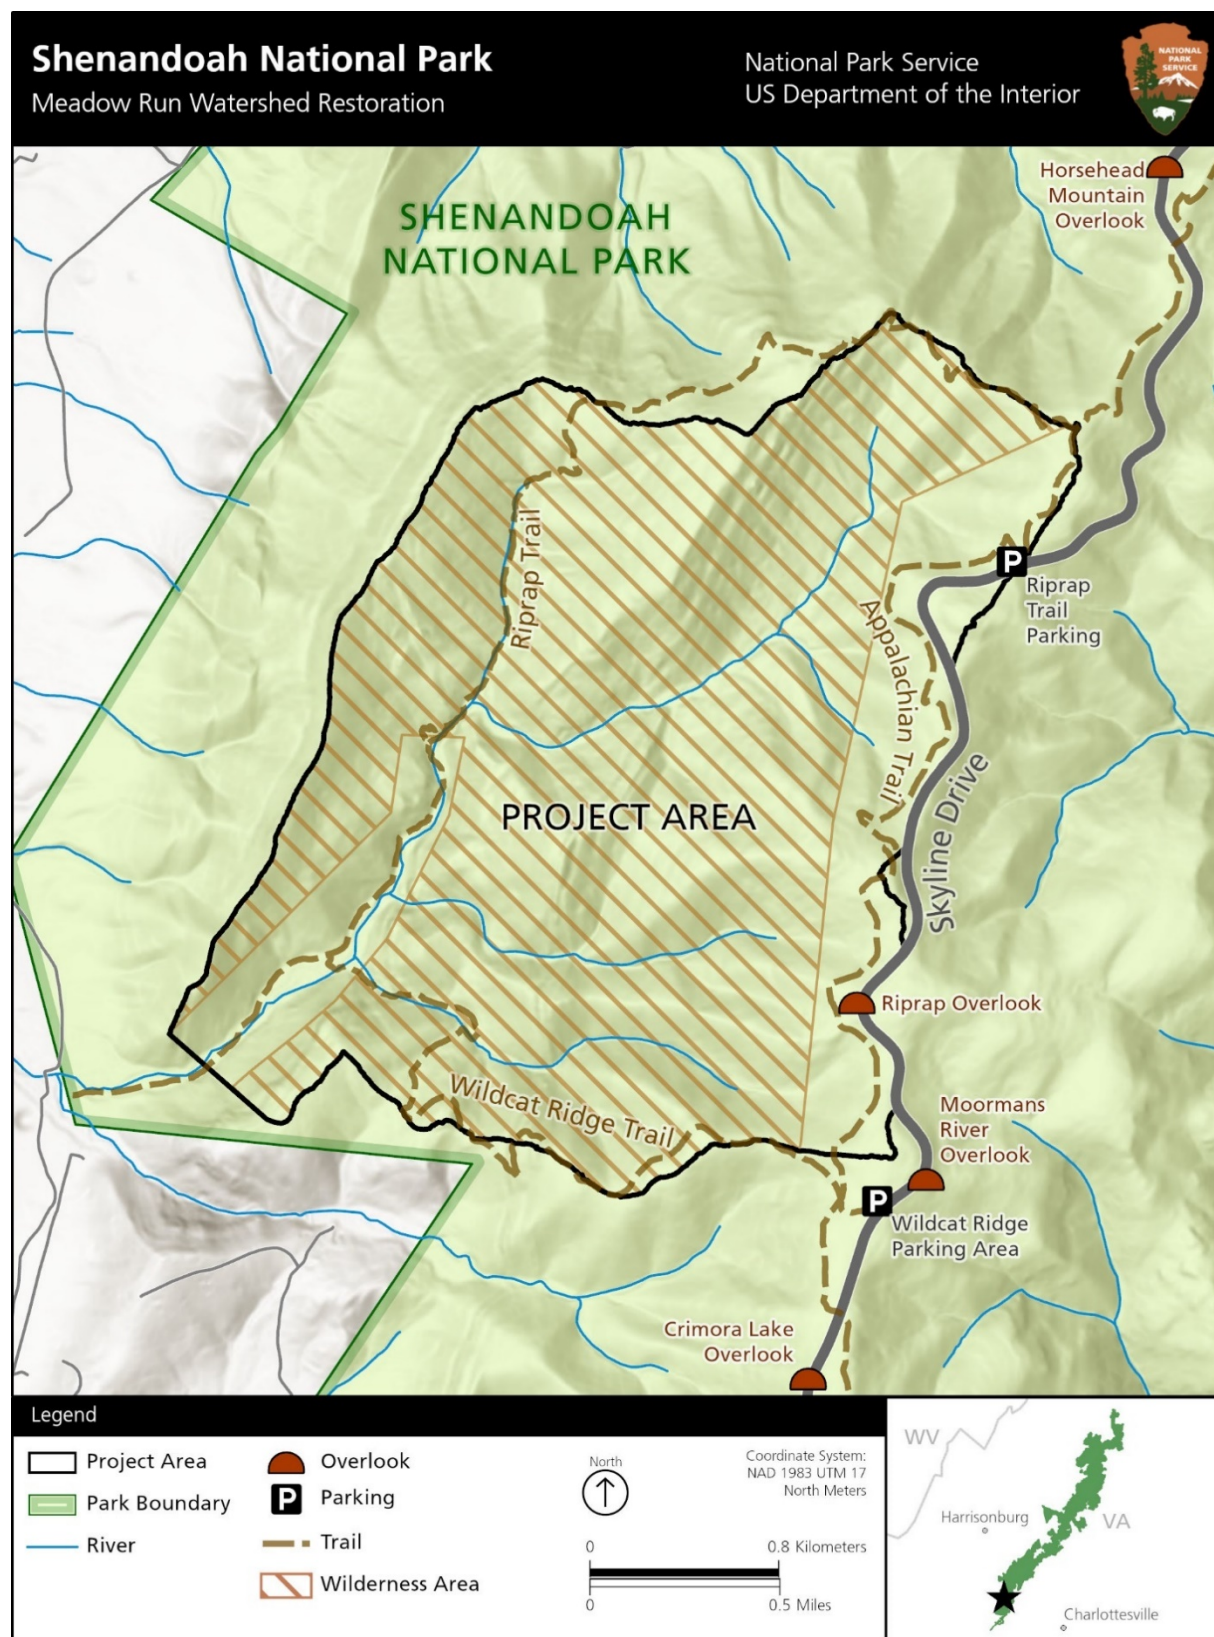 Shenandoah National Park
Meadow Run Watershed Restoration
National Park Service
US Department of the Interior
NATIONAL
PARK
SERVICE
Horsehead
Mountain
Overlook
SHENANDOAH
NATIONAL PARK
Riprap Trail
P
Riprap
Trail
Parking
Appalachian Trail
PROJECT AREA
Skyline Drive
Riprap Overlook
Wildcat Ridge Trail
Moormans
River
Overlook
P
Wildcat Ridge
Parking Area
Crimora Lake
Overlook
Legend
Project Area
Park Boundary
River
Overlook
P Parking
Trail
Wilderness Area
North
Coordinate System:
NAD 1983 UTM 17
North Meters
0 0.8 Kilometers
0 0.5 Miles
WV
Harrisonburg
VA
Charlottesville